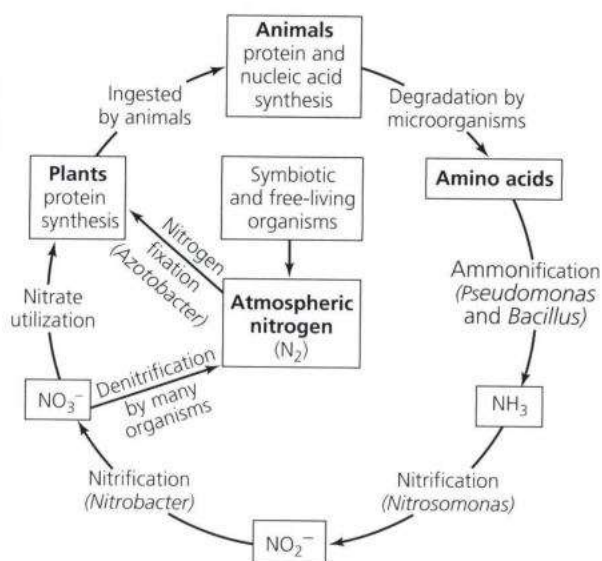 Animals
protein and
nucleic acid
synthesis
Ingested
by animals
Degradation by
microorganisms
Plants
protein
synthesis
Symbiotic
and free-living
organisms
Amino acids
Nitrogen
fixation
(Azotobacter)
Atmospheric
nitrogen
(N₂)
Ammonification
(Pseudomonas
and Bacillus)
Nitrate
utilization
Denitrification
by many
organisms
NO₃⁻
NH₃
Nitrification
(Nitrobacter)
Nitrification
(Nitrosomonas)
NO₂⁻